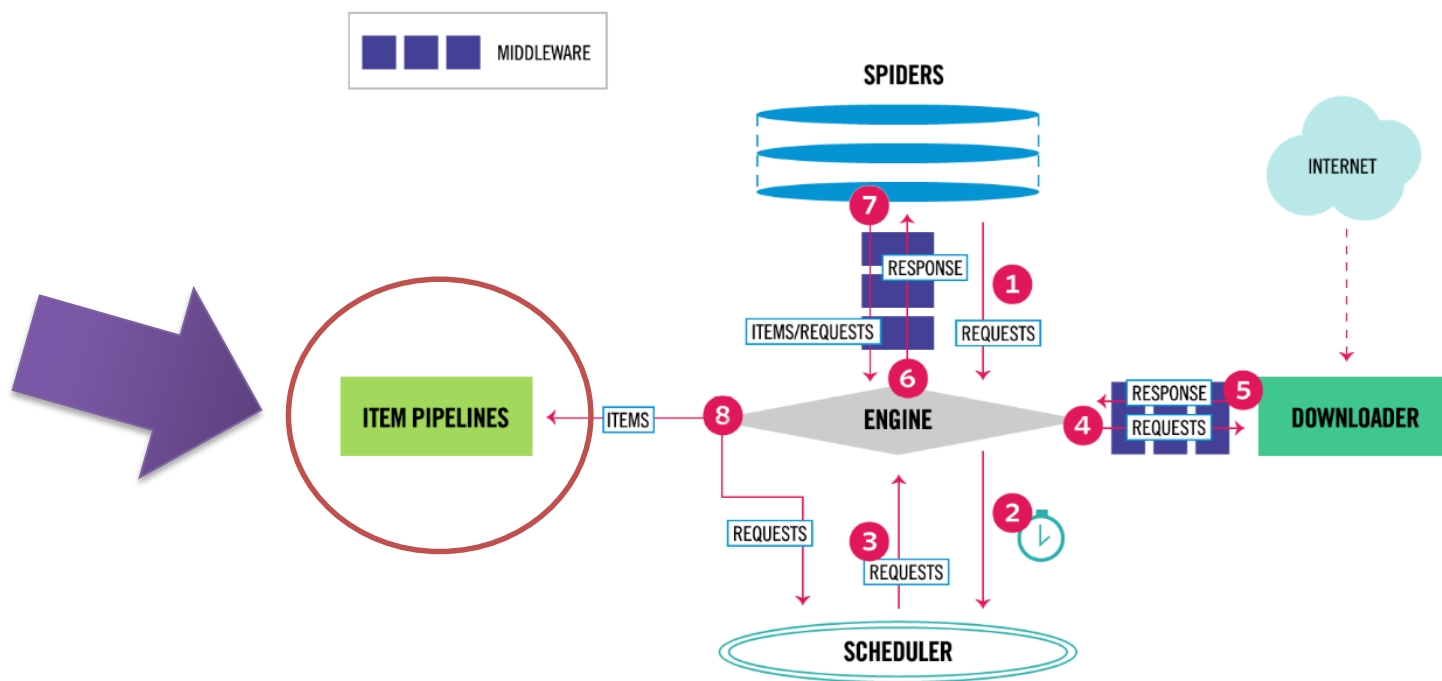 MIDDLEWARE
SPIDERS
INTERNET
7
RESPONSE
1
ITEMS/REQUESTS
REQUESTS
6
5
RESPONSE
ITEM PIPELINES
ITEMS
8
ENGINE
4
REQUESTS
DOWNLOADER
2
REQUESTS
3
REQUESTS
SCHEDULER